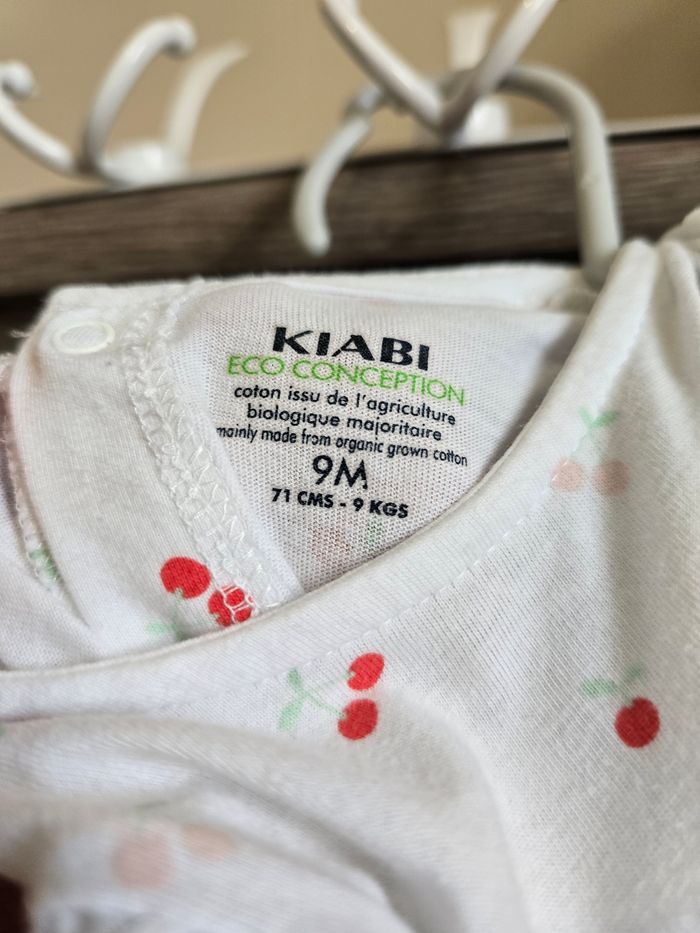 KIABI
ECO CONCEPTION
coton issu de l'agriculture
biologique majoritaire
mainly made from organic grown cotton
9M
71 CMS - 9 KGS